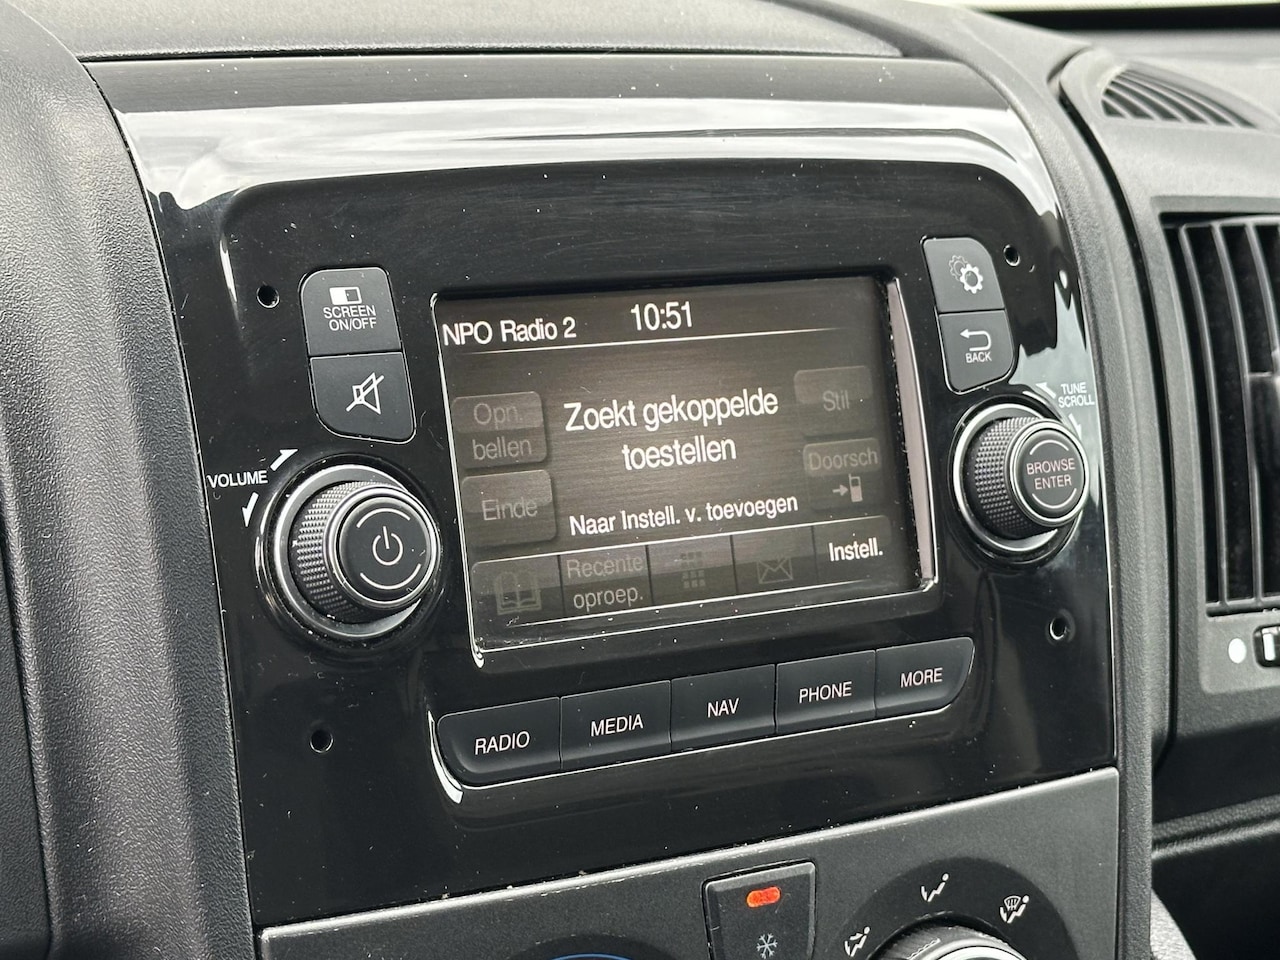 SCREEN
ON/OFF
VOLUME
NPO Radio 2
10:51
Opn.
bellen
Zoekt gekoppelde
toestellen
Stil
Doorsch
Einde
Naar Instell. v. toevoegen
Recente
oproep.
Instell.
BACK
TUNE
SCROLL
BROWSE
ENTER
RADIO
MEDIA
NAV
PHONE
MORE